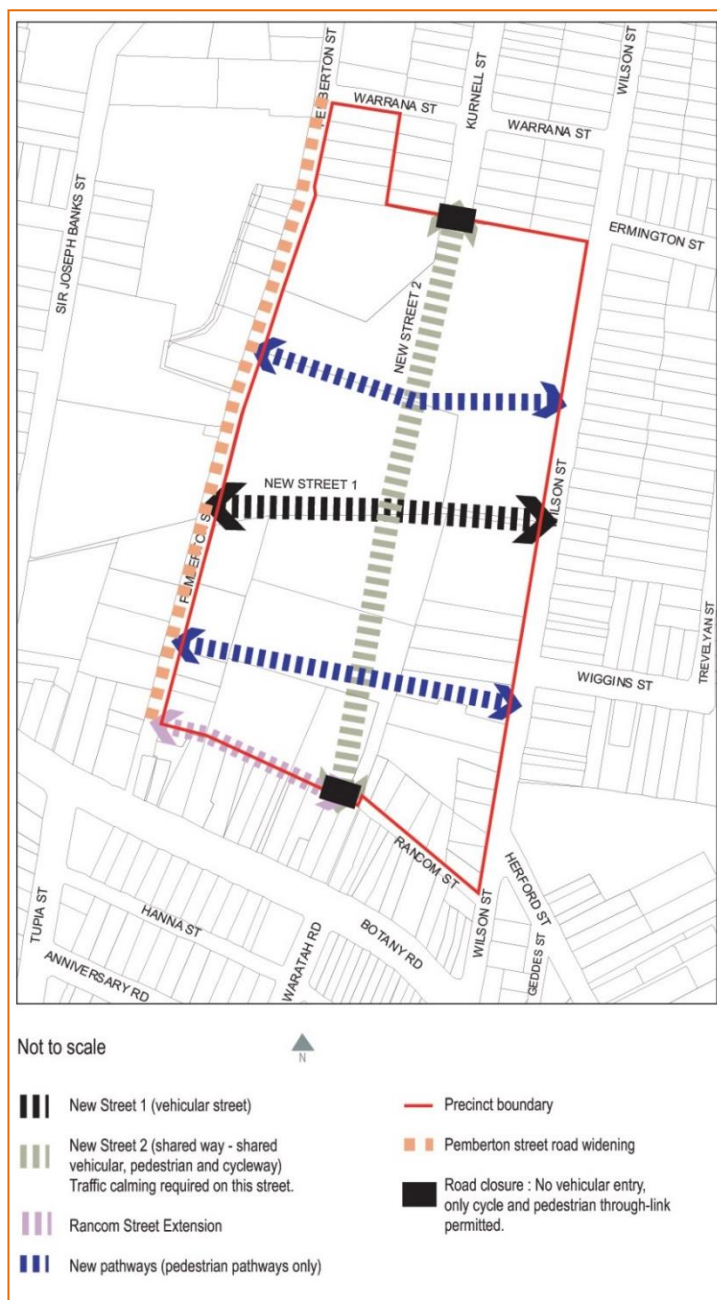 PEMBERTON ST
WARRANA ST
KURNELL ST
WILSON ST
WARRANA ST
SIR JOSEPH BANKS ST
ERMINGTON ST
NEW STREET 2
NEW STREET 1
WILSON ST
PEMBERTON ST
TREVELYAN ST
WIGGINS ST
RANCOM ST
HERFORD ST
TUPIA ST
HANNA ST
BOTANY RD
WILSON ST
GEDDES ST
WARATAH RD
ANNIVERSARY RD
Not to scale
N
New Street 1 (vehicular street)
New Street 2 (shared way - shared
vehicular, pedestrian and cycleway)
Traffic calming required on this street.
Rancom Street Extension
New pathways (pedestrian pathways only)
Precinct boundary
Pemberton street road widening
Road closure : No vehicular entry,
only cycle and pedestrian through-link
permitted.